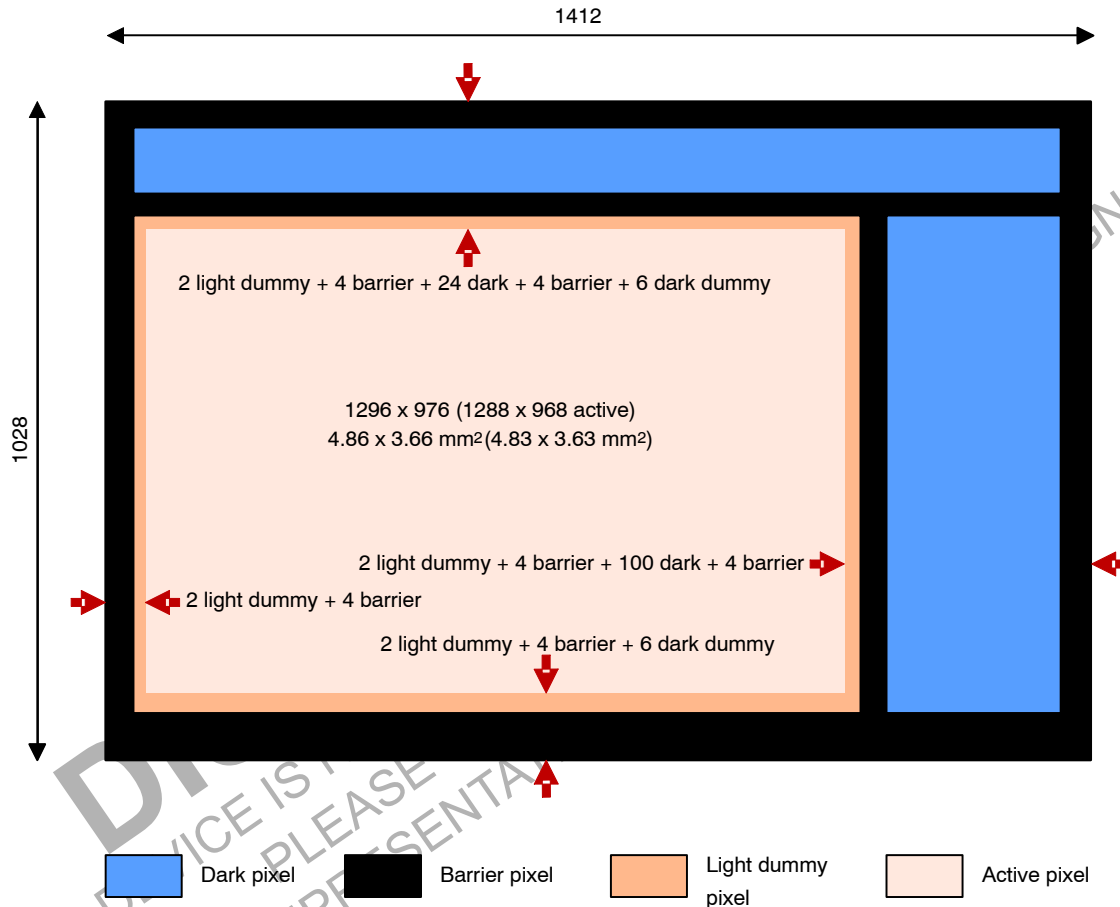 1412
1028
2 light dummy + 4 barrier + 24 dark + 4 barrier + 6 dark dummy
1296 x 976 (1288 x 968 active)
4.86 x 3.66 mm² (4.83 x 3.63 mm²)
2 light dummy + 4 barrier + 100 dark + 4 barrier
2 light dummy + 4 barrier
2 light dummy + 4 barrier + 6 dark dummy
DEVICE IS
PLEASE
Dark pixel
Barrier pixel
Light dummy
pixel
Active pixel